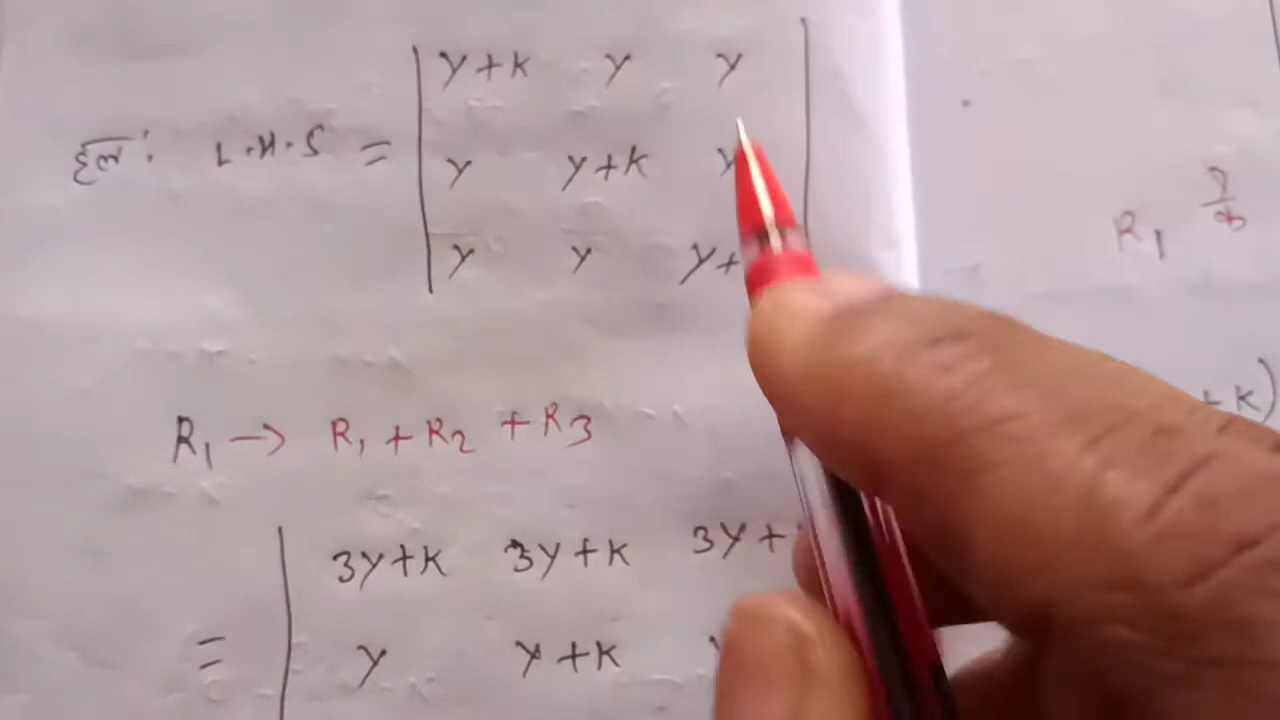 y+k y y
हल: L.H.S = y y+k y
y y y+
R₁ → R₁ + R₂ + R₃
3y+k 3y+k 3y+
= y y+k
R₁ से
+k)